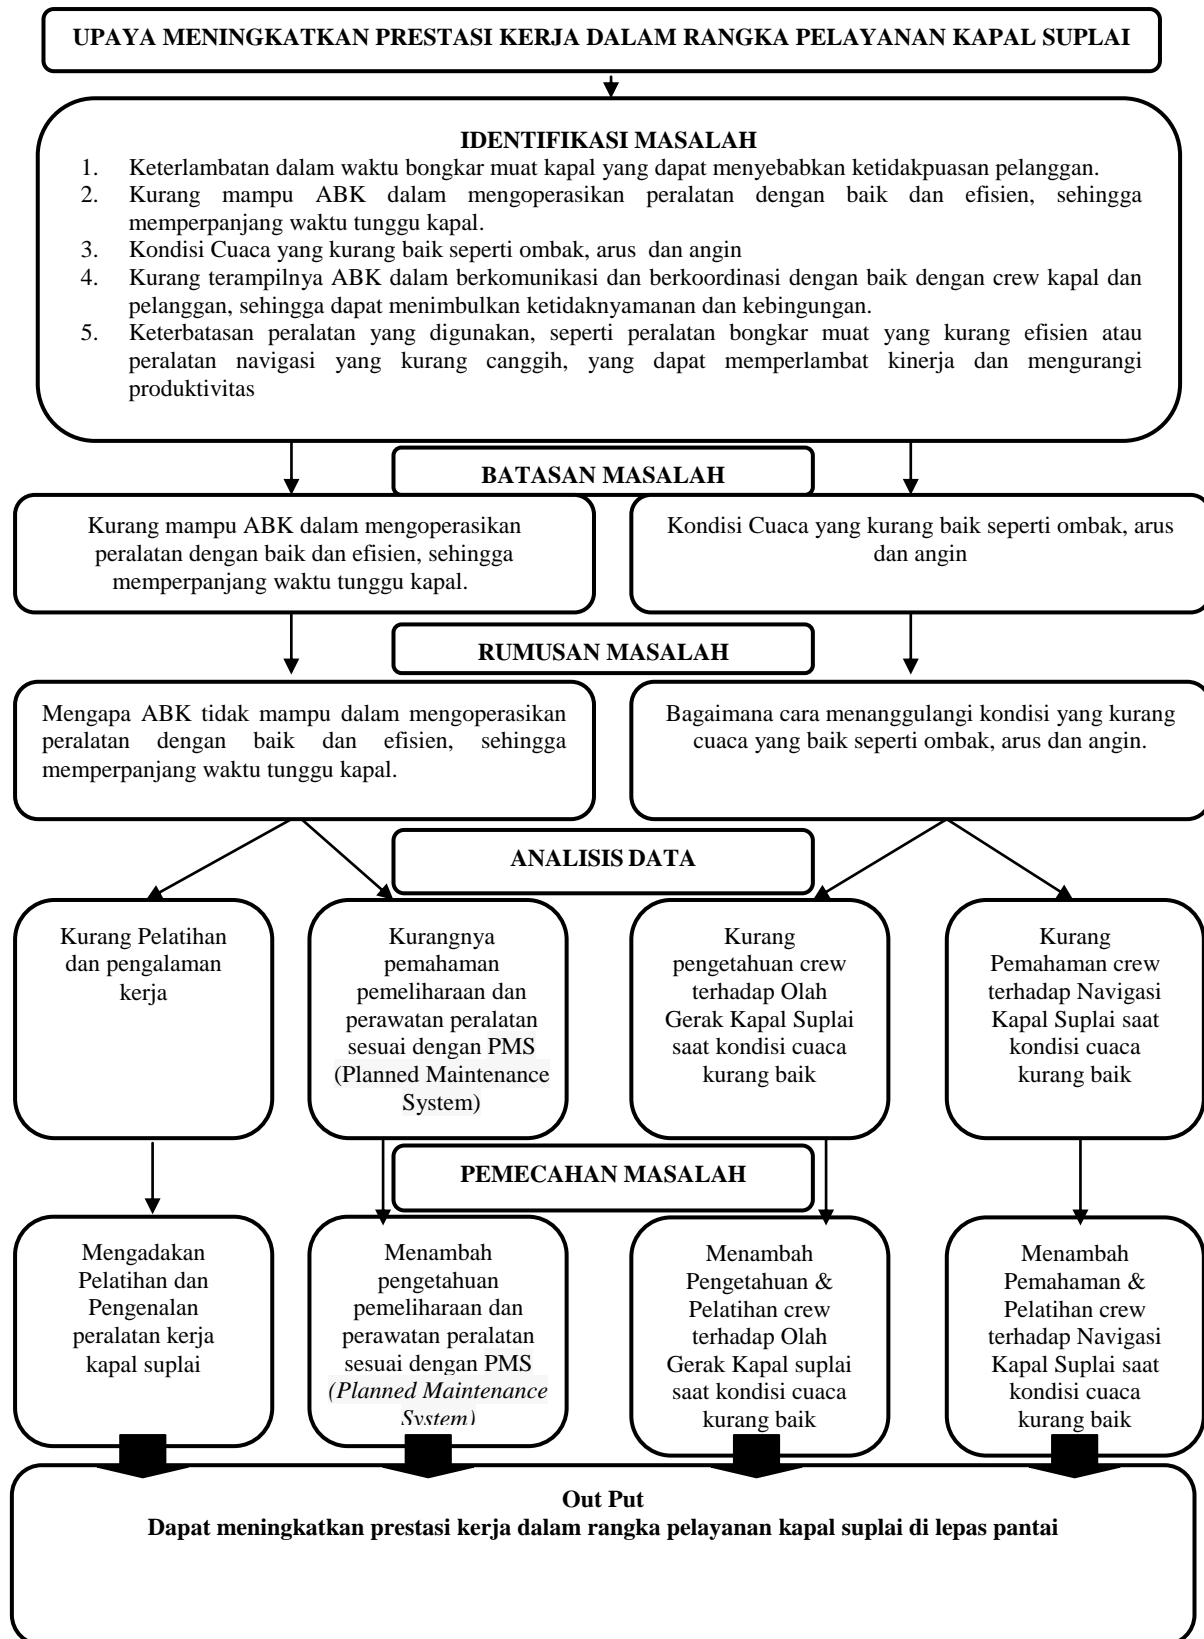 UPAYA MENINGKATKAN PRESTASI KERJA DALAM RANGKA PELAYANAN KAPAL SUPLAI
IDENTIFIKASI MASALAH
1. Keterlambatan dalam waktu bongkar muat kapal yang dapat menyebabkan ketidakpuasan pelanggan.
2. Kurang mampu ABK dalam mengoperasikan peralatan dengan baik dan efisien, sehingga
memperpanjang waktu tunggu kapal.
3. Kondisi Cuaca yang kurang baik seperti ombak, arus dan angin
4. Kurang terampilnya ABK dalam berkomunikasi dan berkoordinasi dengan baik dengan crew kapal dan
pelanggan, sehingga dapat menimbulkan ketidaknyamanan dan kebingungan.
5. Keterbatasan peralatan yang digunakan, seperti peralatan bongkar muat yang kurang efisien atau
peralatan navigasi yang kurang canggih, yang dapat memperlambat kinerja dan mengurangi
produktivitas
BATASAN MASALAH
Kurang mampu ABK dalam mengoperasikan
peralatan dengan baik dan efisien, sehingga
memperpanjang waktu tunggu kapal.
Kondisi Cuaca yang kurang baik seperti ombak, arus
dan angin
RUMUSAN MASALAH
Mengapa ABK tidak mampu dalam mengoperasikan
peralatan dengan baik dan efisien, sehingga
memperpanjang waktu tunggu kapal.
Bagaimana cara menanggulangi kondisi yang kurang
cuaca yang baik seperti ombak, arus dan angin.
ANALISIS DATA
Kurang Pelatihan
dan pengalaman
kerja
Kurangnya
pemahaman
pemeliharaan dan
perawatan peralatan
sesuai dengan PMS
(Planned Maintenance
System)
Kurang
pengetahuan crew
terhadap Olah
Gerak Kapal Suplai
saat kondisi cuaca
kurang baik
Kurang
Pemahaman crew
terhadap Navigasi
Kapal Suplai saat
kondisi cuaca
kurang baik
PEMECAHAN MASALAH
Mengadakan
Pelatihan dan
Pengenalan
peralatan kerja
kapal suplai
Menambah
pengetahuan
pemeliharaan dan
perawatan peralatan
sesuai dengan PMS
(Planned Maintenance
System)
Menambah
Pengetahuan &
Pelatihan crew
terhadap Olah
Gerak Kapal suplai
saat kondisi cuaca
kurang baik
Menambah
Pemahaman &
Pelatihan crew
terhadap Navigasi
Kapal Suplai saat
kondisi cuaca
kurang baik
Out Put
Dapat meningkatkan prestasi kerja dalam rangka pelayanan kapal suplai di lepas pantai